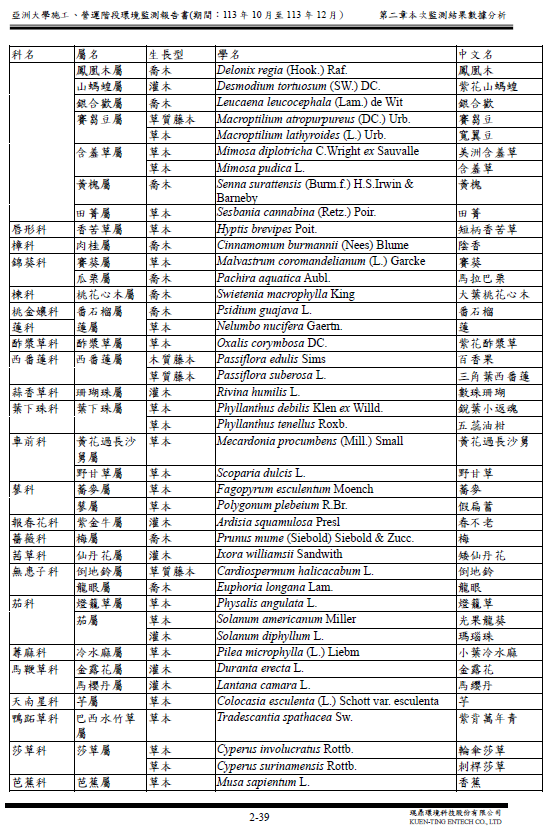 亞洲大學施工、營運階段環境監測報告書(期間：113 年 10 月至 113 年 12 月) 第二章本次監測結果數據分析
科名 屬名 生長型 學名 中文名
鳳凰木屬 喬木 Delonix regia (Hook.) Raf. 鳳凰木
山螞蝗屬 灌木 Desmodium tortuosum (SW.) DC. 紫花山螞蝗
銀合歡屬 喬木 Leucaena leucocephala (Lam.) de Wit 銀合歡
賽芻豆屬 草質藤本 Macroptilium atropurpureus (DC.) Urb. 賽芻豆
草本 Macroptilium lathyroides (L.) Urb. 寬翼豆
含羞草屬 草本 Mimosa diplotricha C.Wright ex Sauvalle 美洲含羞草
草本 Mimosa pudica L. 含羞草
黃槐屬 喬木 Senna surattensis (Burm.f.) H.S.Irwin & 黃槐
Barneby
田菁屬 草本 Sesbania cannabina (Retz.) Poir. 田菁
唇形科 香苦草屬 草本 Hyptis brevipes Poit. 短柄香苦草
樟科 肉桂屬 喬木 Cinnamomum burmannii (Nees) Blume 陰香
錦葵科 賽葵屬 草本 Malvastrum coromandelianum (L.) Garcke 賽葵
瓜栗屬 喬木 Pachira aquatica Aubl. 馬拉巴栗
楝科 桃花心木屬 喬木 Swietenia macrophylla King 大葉桃花心木
桃金孃科 番石榴屬 喬木 Psidium guajava L. 番石榴
蓮科 蓮屬 草本 Nelumbo nucifera Gaertn. 蓮
酢漿草科 酢漿草屬 草本 Oxalis corymbosa DC. 紫花酢漿草
西番蓮科 西番蓮屬 木質藤本 Passiflora edulis Sims 百香果
草質藤本 Passiflora suberosa L. 三角葉西番蓮
蒜香草科 珊瑚珠屬 灌木 Rivina humilis L. 數珠珊瑚
葉下珠科 葉下珠屬 草本 Phyllanthus debilis Klen ex Willd. 銳葉小返魂
草本 Phyllanthus tenellus Roxb. 五蕊油柑
車前科 黃花過長沙 草本 Mecardonia procumbens (Mill.) Small 黃花過長沙舅
舅屬
野甘草屬 草本 Scoparia dulcis L. 野甘草
蓼科 蕎麥屬 草本 Fagopyrum esculentum Moench 蕎麥
蓼屬 草本 Polygonum plebeium R.Br. 假扁蓄
報春花科 紫金牛屬 灌木 Ardisia squamulosa Presl 春不老
薔薇科 梅屬 喬木 Prunus mume (Siebold) Siebold & Zucc. 梅
茜草科 仙丹花屬 灌木 Ixora williamsii Sandwith 矮仙丹花
無患子科 倒地鈴屬 草質藤本 Cardiospermum halicacabum L. 倒地鈴
龍眼屬 喬木 Euphoria longana Lam. 龍眼
茄科 燈籠草屬 草本 Physalis angulata L. 燈籠草
茄屬 草本 Solanum americanum Miller 光果龍葵
灌木 Solanum diphyllum L. 瑪瑙珠
蕁麻科 冷水麻屬 草本 Pilea microphylla (L.) Liebm 小葉冷水麻
馬鞭草科 金露花屬 灌木 Duranta erecta L. 金露花
馬櫻丹屬 灌木 Lantana camara L. 馬纓丹
天南星科 芋屬 草本 Colocasia esculenta (L.) Schott var. esculenta 芋
鴨跖草科 巴西水竹草 草本 Tradescantia spathacea Sw. 紫背萬年青
屬
莎草科 莎草屬 草本 Cyperus involucratus Rottb. 輪傘莎草
草本 Cyperus surinamensis Rottb. 刺桿莎草
芭蕉科 芭蕉屬 草本 Musa sapientum L. 香蕉
2-39
琨鼎環境科技股份有限公司
KUEN-TING ENTECH CO., LTD